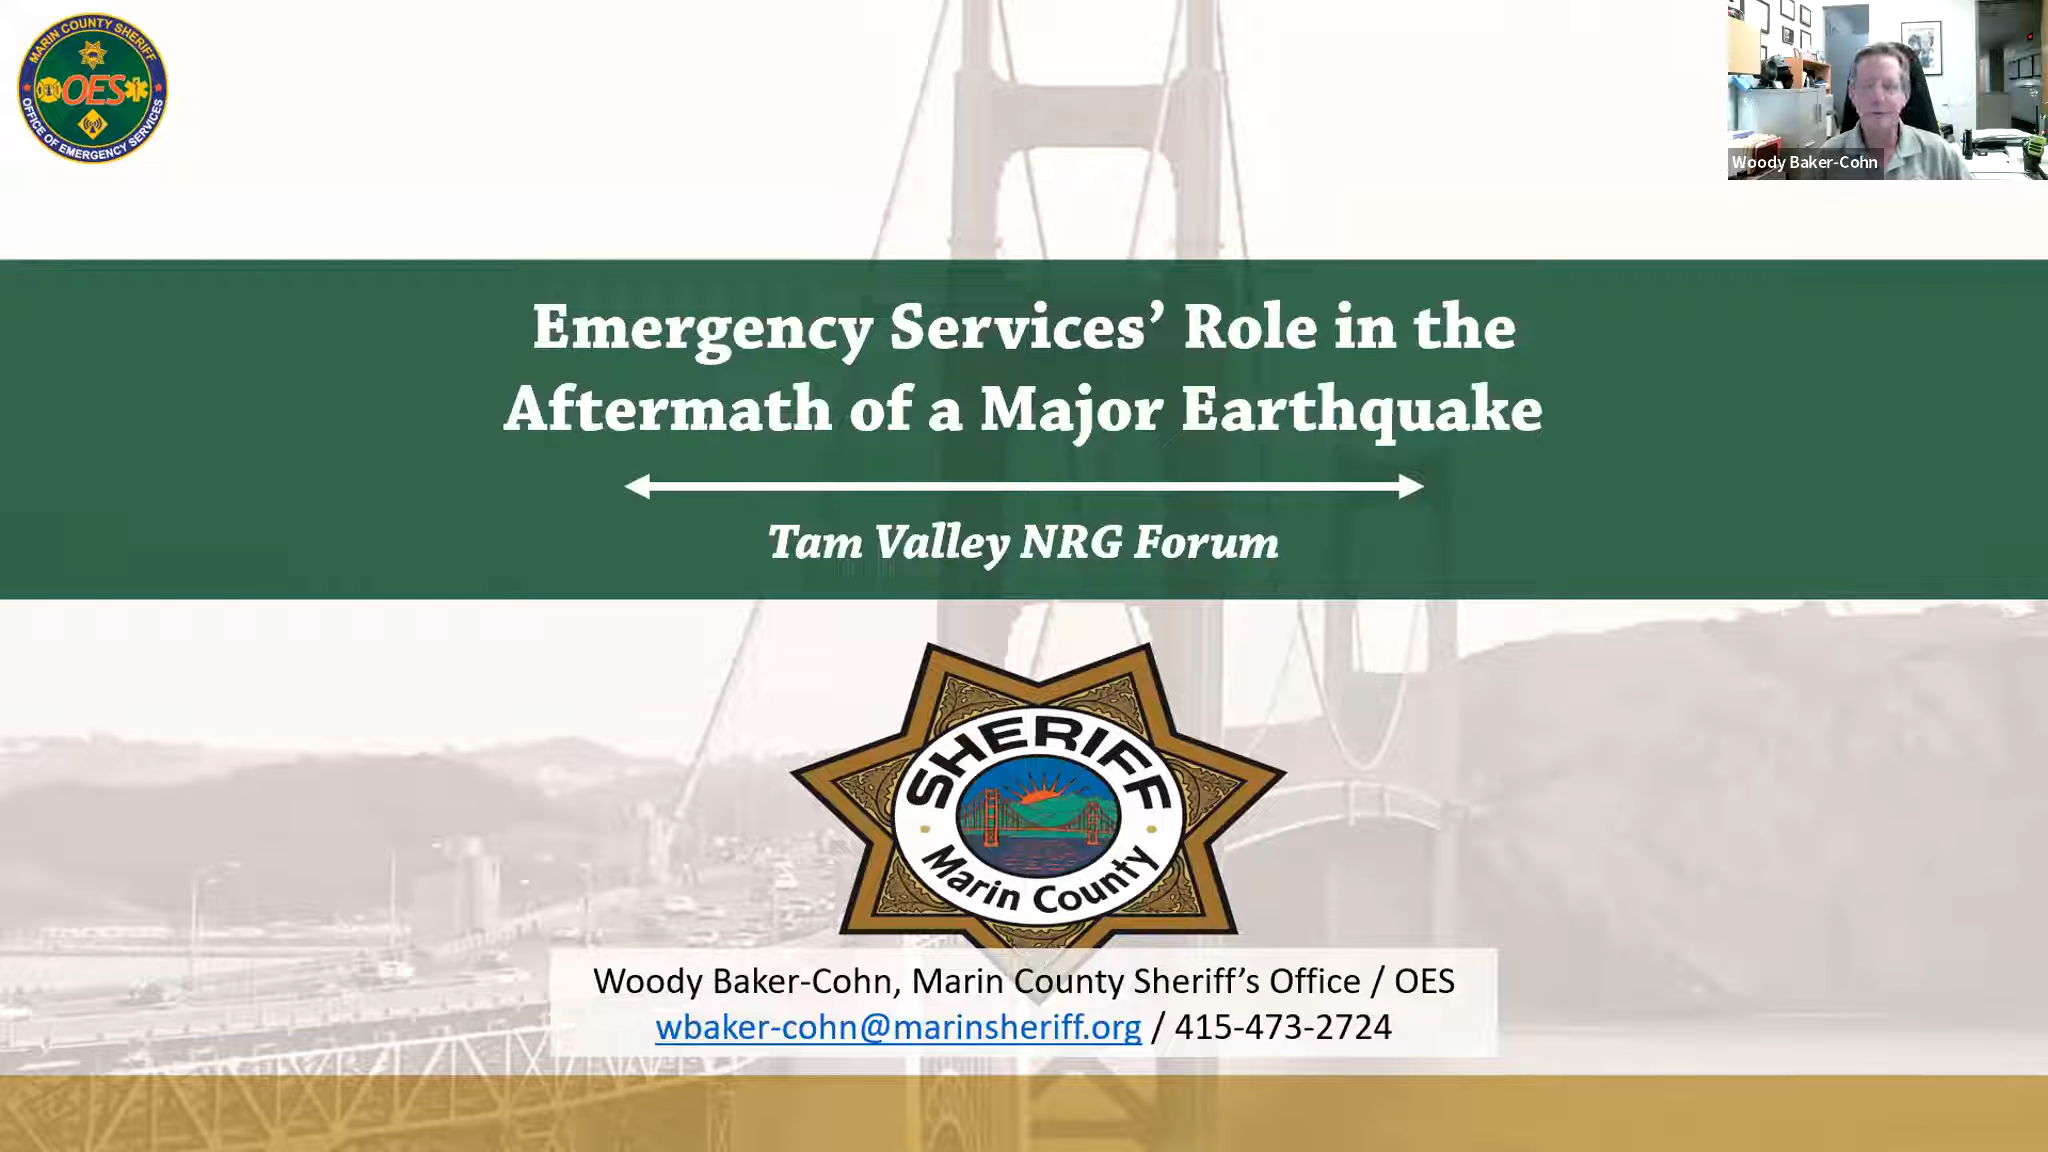 MARIN COUNTY SHERIFF
OES
OFFICE OF EMERGENCY SERVICES
Woody Baker-Cohn
Emergency Services’ Role in the
Aftermath of a Major Earthquake
Tam Valley NRG Forum
SHERIFF
Marin County
Woody Baker-Cohn, Marin County Sheriff’s Office / OES
wbaker-cohn@marinsheriff.org / 415-473-2724